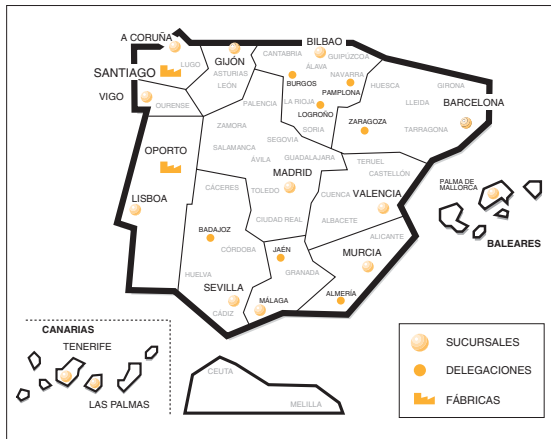 A CORUÑA
LUGO
SANTIAGO
VIGO
OURENSE
GIJÓN
ASTURIAS
LEÓN
CANTABRIA
BILBAO
GUIPÚZCOA
ÁLAVA
NAVARRA
BURGOS
PAMPLONA
PALENCIA
LA RIOJA
LOGROÑO
SORIA
HUESCA
GIRONA
LLEIDA
BARCELONA
TARRAGONA
ZARAGOZA
ZAMORA
SEGOVIA
SALAMANCA
ÁVILA
GUADALAJARA
MADRID
TOLEDO
OPORTO
LISBOA
TERUEL
CASTELLÓN
CUENCA
VALENCIA
ALBACETE
ALICANTE
CÁCERES
CIUDAD REAL
BADAJOZ
CÓRDOBA
JAÉN
GRANADA
MURCIA
HUELVA
SEVILLA
CÁDIZ
MÁLAGA
ALMERÍA
PALMA DE
MALLORCA
BALEARES
CANARIAS
TENERIFE
LAS PALMAS
CEUTA
MELILLA
SUCURSALES
DELEGACIONES
FÁBRICAS